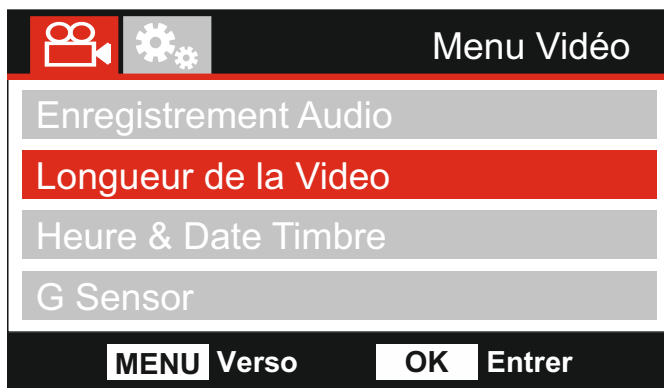 Menu Vidéo
Enregistrement Audio
Longueur de la Video
Heure & Date Timbre
G Sensor
MENU Verso OK Entrer